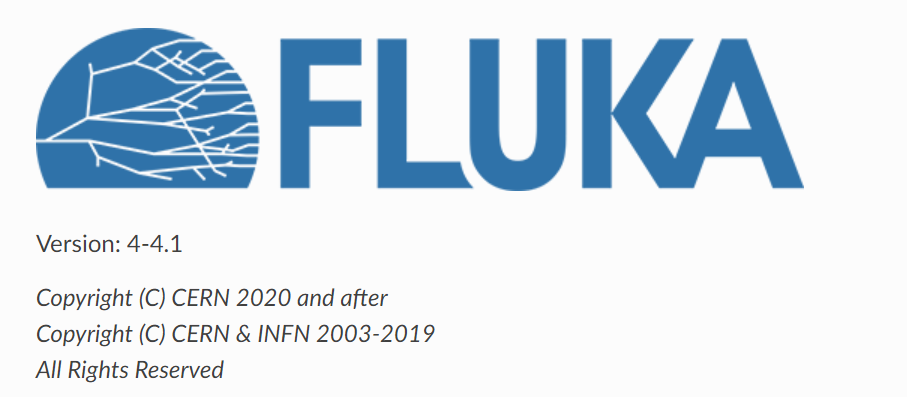 FLUKA
Version: 4-4.1
Copyright (C) CERN 2020 and after
Copyright (C) CERN & INFN 2003-2019
All Rights Reserved